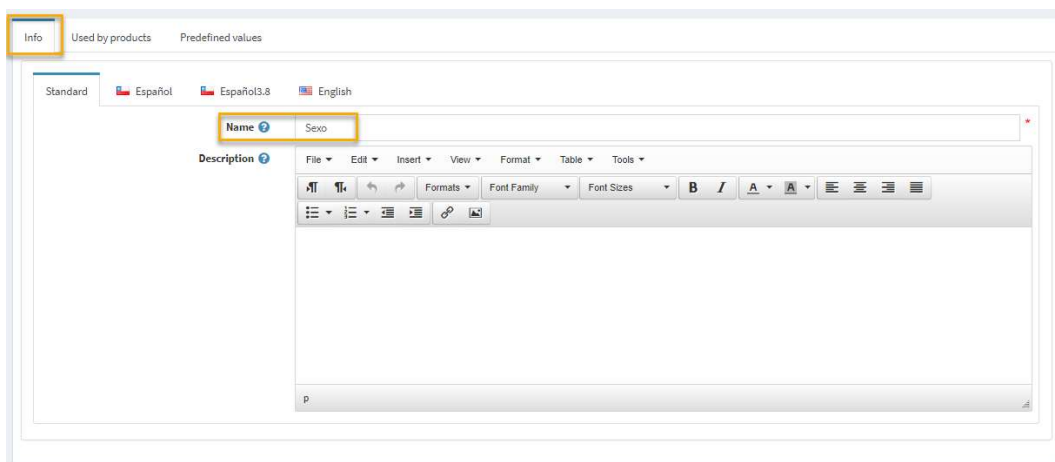 Info Used by products Predefined values
Standard Español Español3.8 English
Name ? Sexo *
Description ? File Edit Insert View Format Table Tools
Formats Font Family Font Sizes B I A A
p